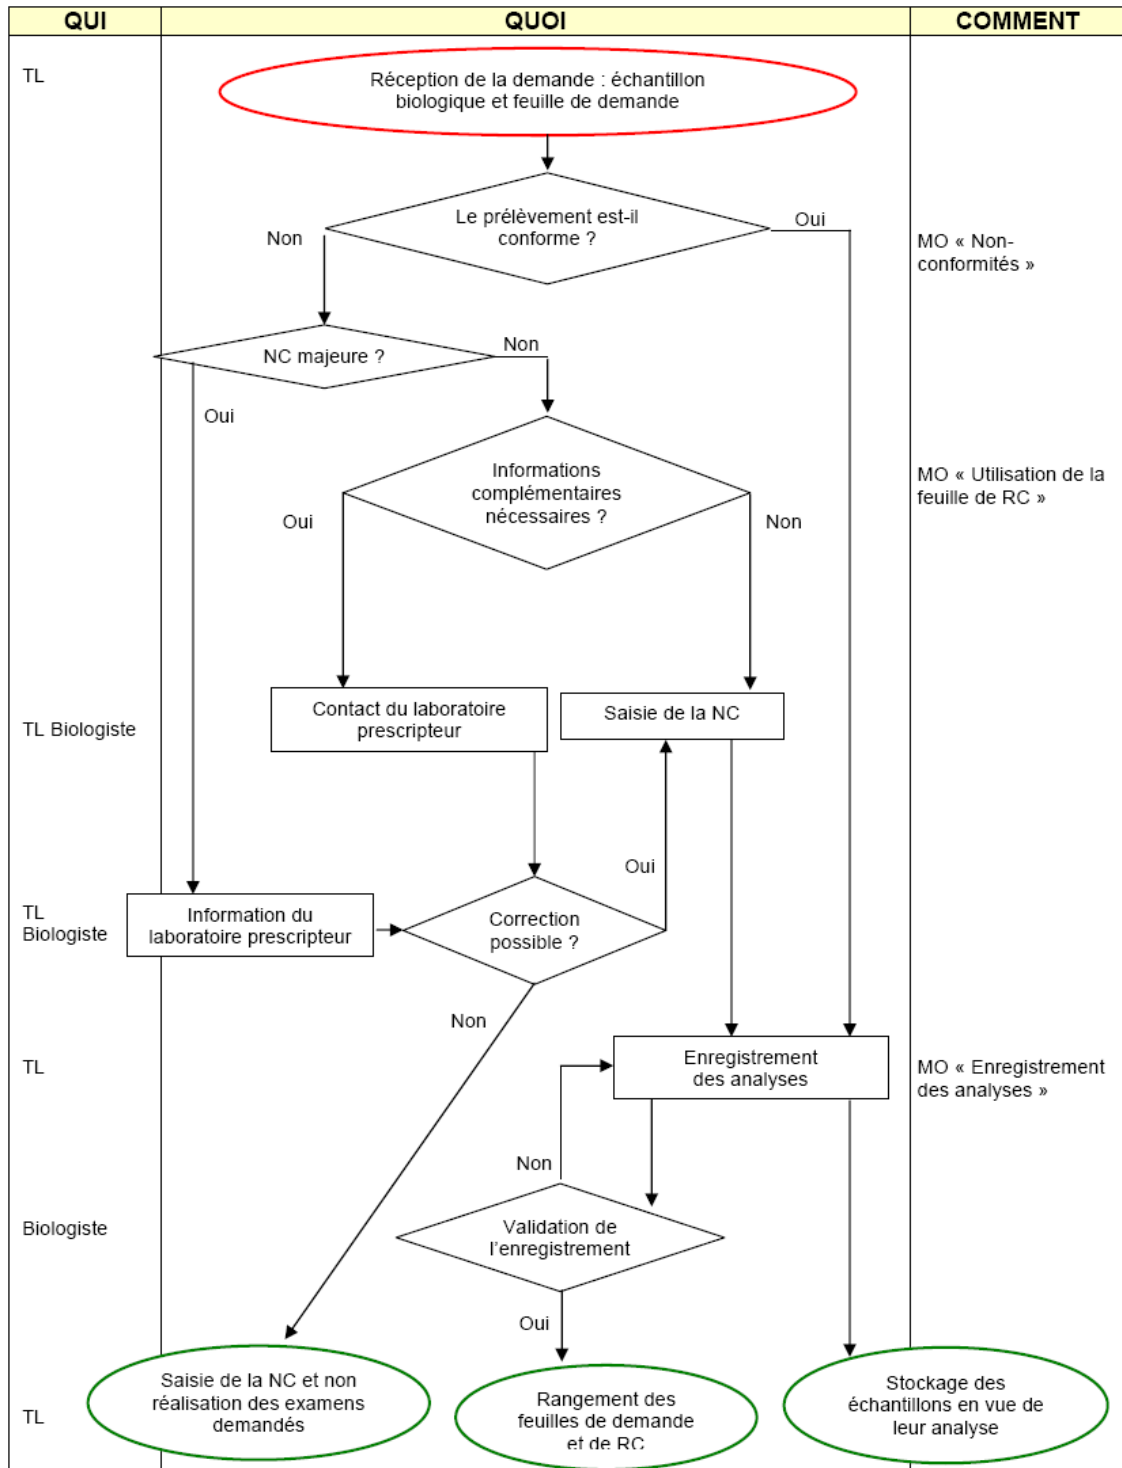 QUI
QUOI
COMMENT
TL
Réception de la demande : échantillon
biologique et feuille de demande
Le prélèvement est-il
conforme ?
Oui
Non
MO « Non-
conformités »
NC majeure ?
Non
Oui
Informations
complémentaires
nécessaires ?
MO « Utilisation de la
feuille de RC »
Oui
Non
TL Biologiste
Contact du laboratoire
prescripteur
Saisie de la NC
Oui
TL
Biologiste
Information du
laboratoire prescripteur
Correction
possible ?
Non
TL
Enregistrement
des analyses
MO « Enregistrement
des analyses »
Non
Biologiste
Validation de
l'enregistrement
Oui
TL
Saisie de la NC et non
réalisation des examens
demandés
Rangement des
feuilles de demande
et de RC
Stockage des
échantillons en vue de
leur analyse